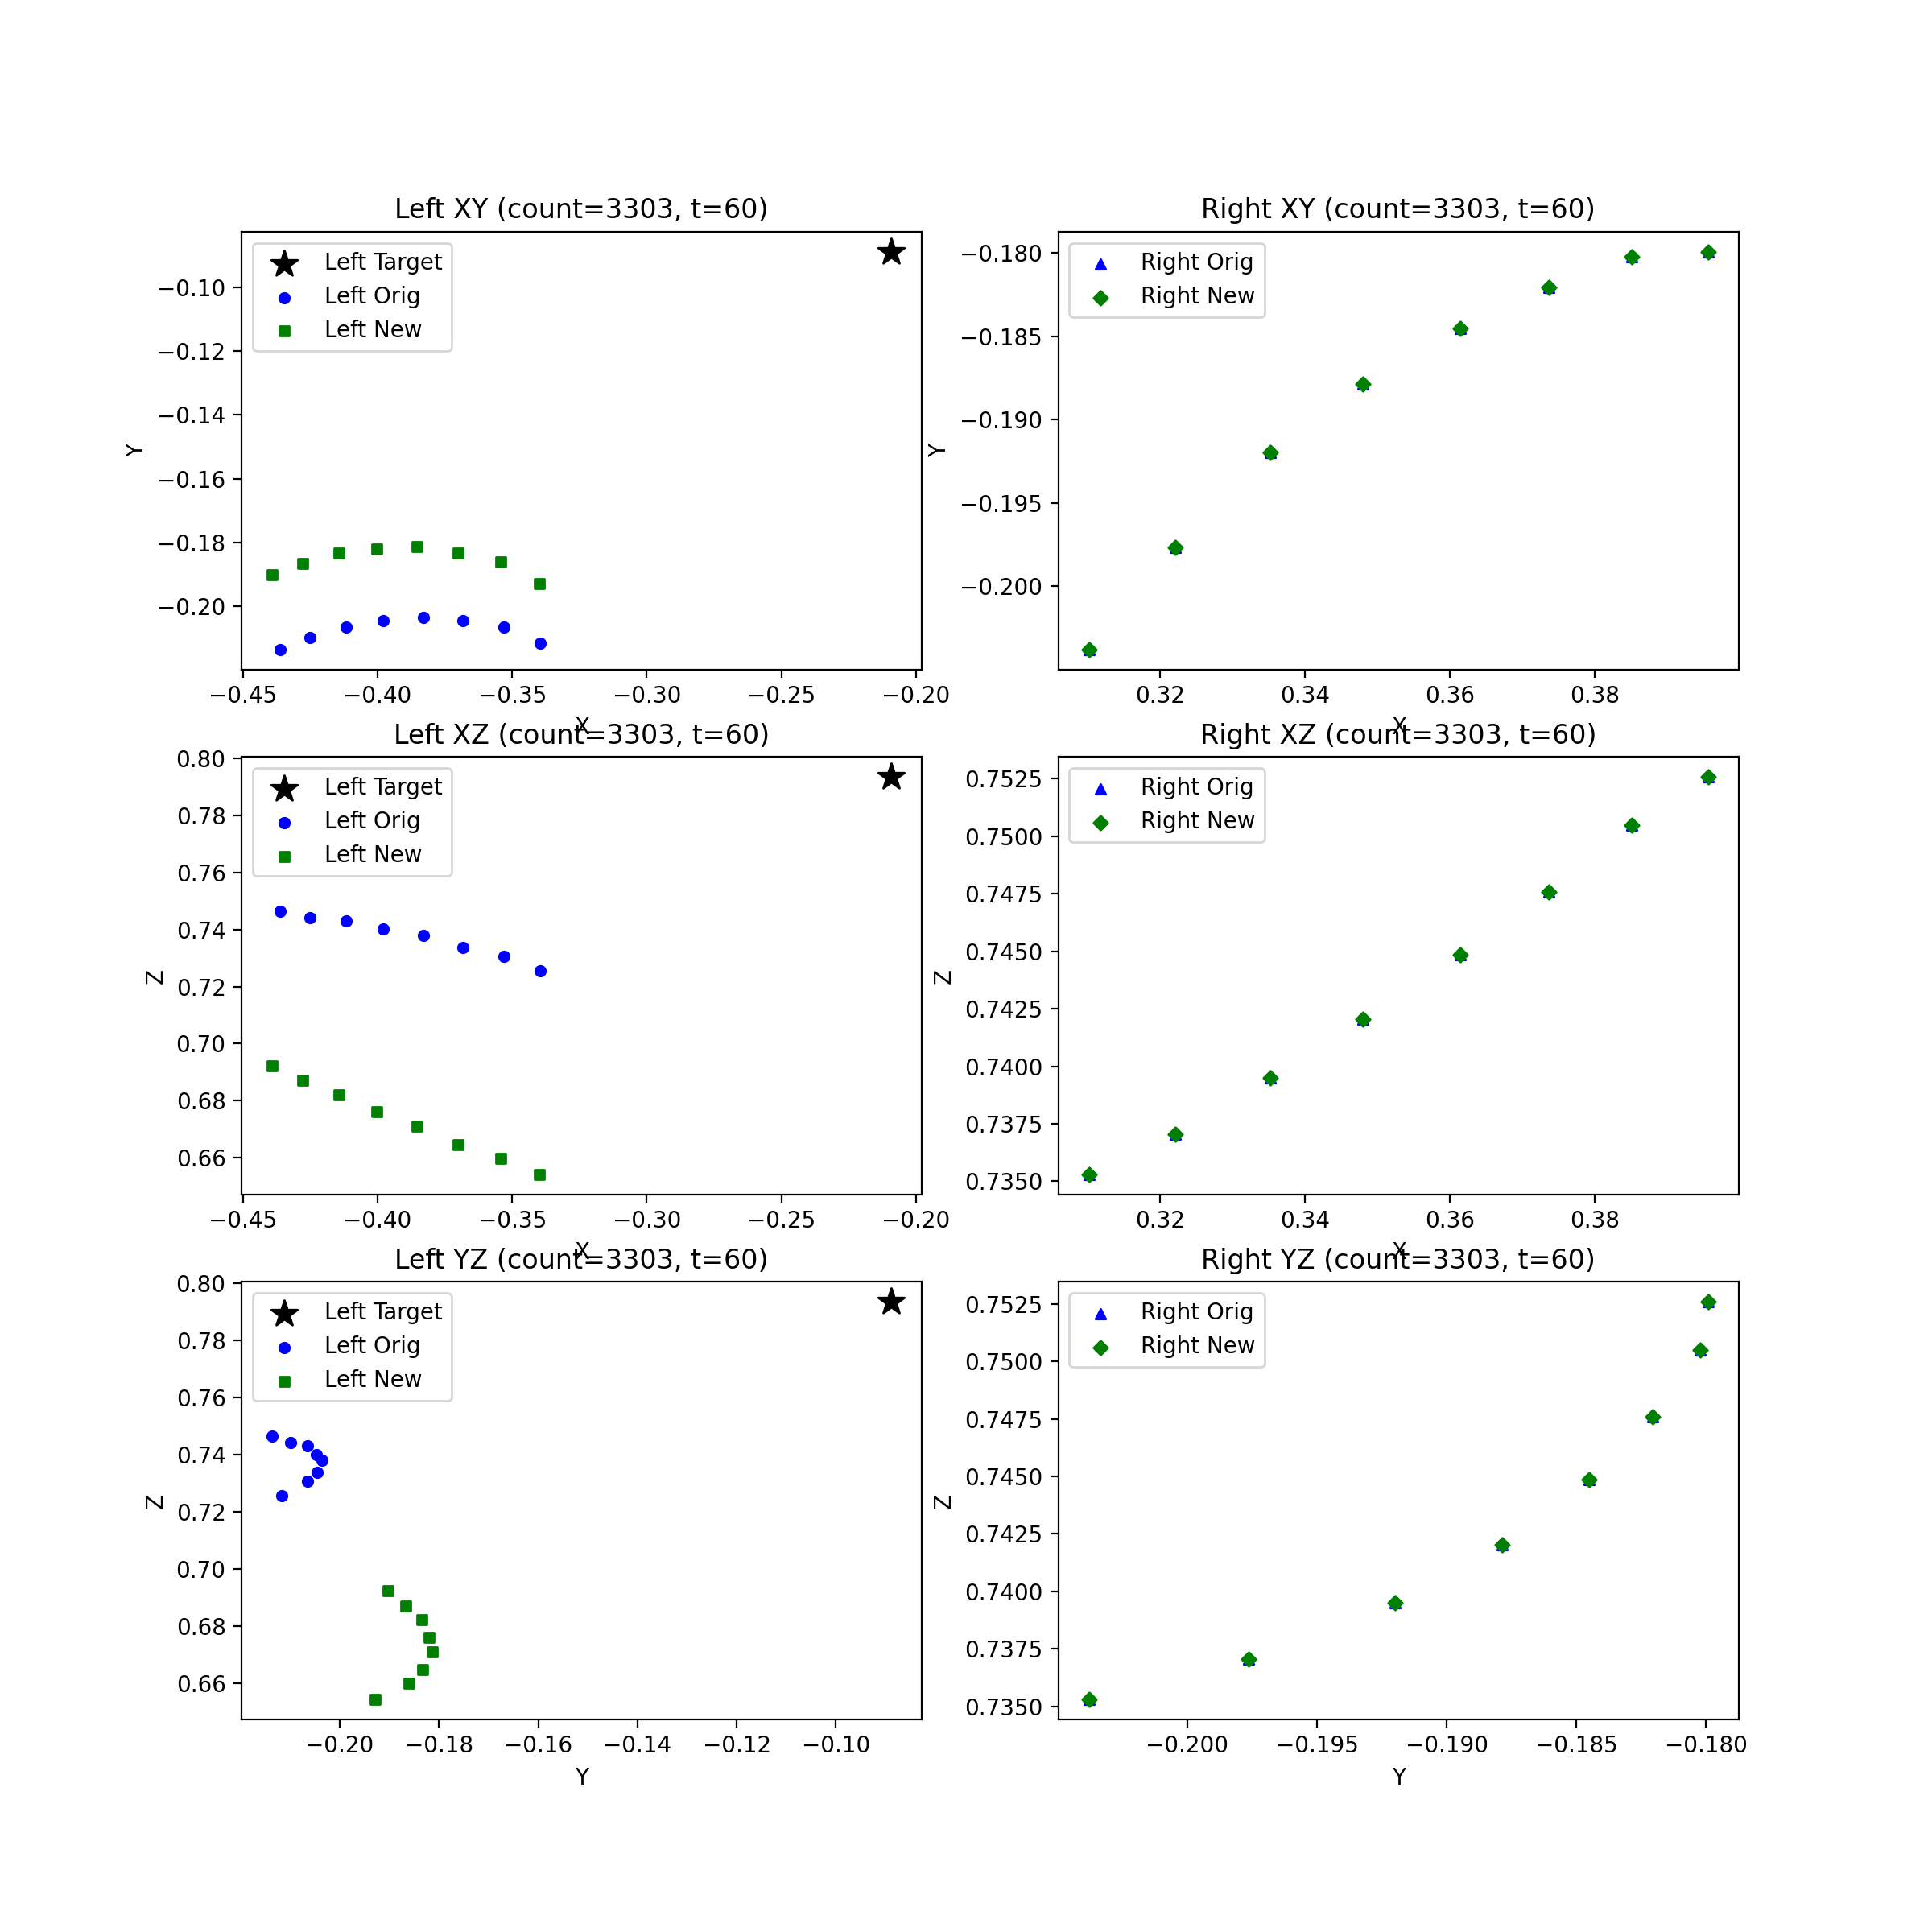 Left XY (count=3303, t=60)
Left Target
Left Orig
Left New
−0.10
−0.12
−0.14
−0.16
−0.18
−0.20
Y
−0.45 −0.40 −0.35 −0.30 −0.25 −0.20
X
Right XY (count=3303, t=60)
Right Orig
Right New
−0.180
−0.185
−0.190
−0.195
−0.200
Y
0.32 0.34 0.36 0.38
X
Left XZ (count=3303, t=60)
Left Target
Left Orig
Left New
0.80
0.78
0.76
0.74
0.72
0.70
0.68
0.66
Z
−0.45 −0.40 −0.35 −0.30 −0.25 −0.20
X
Right XZ (count=3303, t=60)
Right Orig
Right New
0.7525
0.7500
0.7475
0.7450
0.7425
0.7400
0.7375
0.7350
Z
0.32 0.34 0.36 0.38
X
Left YZ (count=3303, t=60)
Left Target
Left Orig
Left New
0.80
0.78
0.76
0.74
0.72
0.70
0.68
0.66
Z
−0.20 −0.18 −0.16 −0.14 −0.12 −0.10
Y
Right YZ (count=3303, t=60)
Right Orig
Right New
0.7525
0.7500
0.7475
0.7450
0.7425
0.7400
0.7375
0.7350
Z
−0.200 −0.195 −0.190 −0.185 −0.180
Y